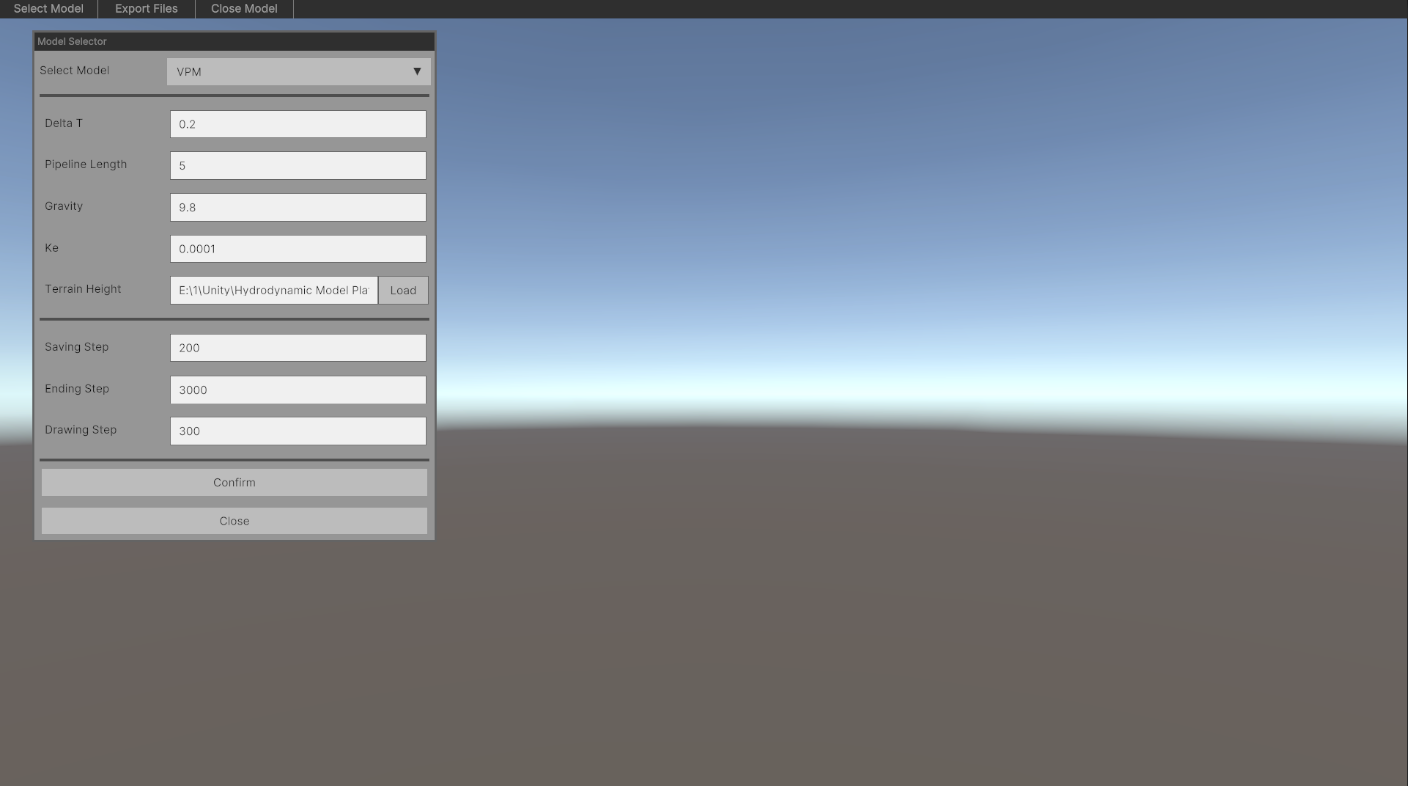 Select Model Export Files Close Model
Model Selector
Select Model VPM
Delta T 0.2
Pipeline Length 5
Gravity 9.8
Ke 0.0001
Terrain Height E:\1\Unity\Hydrodynamic Model Pla Load
Saving Step 200
Ending Step 3000
Drawing Step 300
Confirm
Close